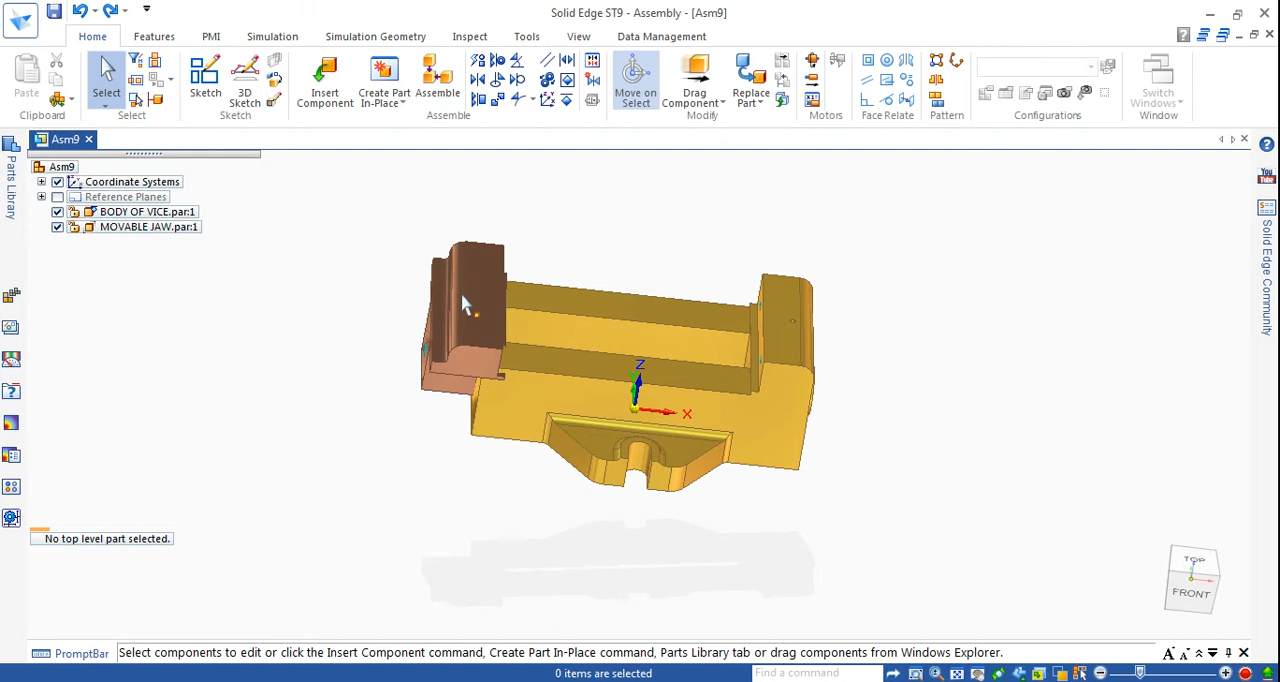 Solid Edge ST9 - Assembly - [Asm9]
Home Features PMI Simulation Simulation Geometry Inspect Tools View Data Management
Paste
Clipboard
Select
Select
Sketch
3D
Sketch
Sketch
Insert
Component
Create Part
In-Place
Assemble
Assemble
Move on
Select
Drag
Component
Replace
Part
Modify
Motors
Face Relate
Pattern
Configurations
Switch
Windows
Window
Asm9
Parts Library
Asm9
Coordinate Systems
Reference Planes
BODY OF VICE.par:1
MOVABLE JAW.par:1
You
Tube
Solid Edge Community
Z
X
No top level part selected.
TOP
FRONT
PromptBar
Select components to edit or click the Insert Component command, Create Part In-Place command, Parts Library tab or drag components from Windows Explorer.
0 items are selected
Find a command